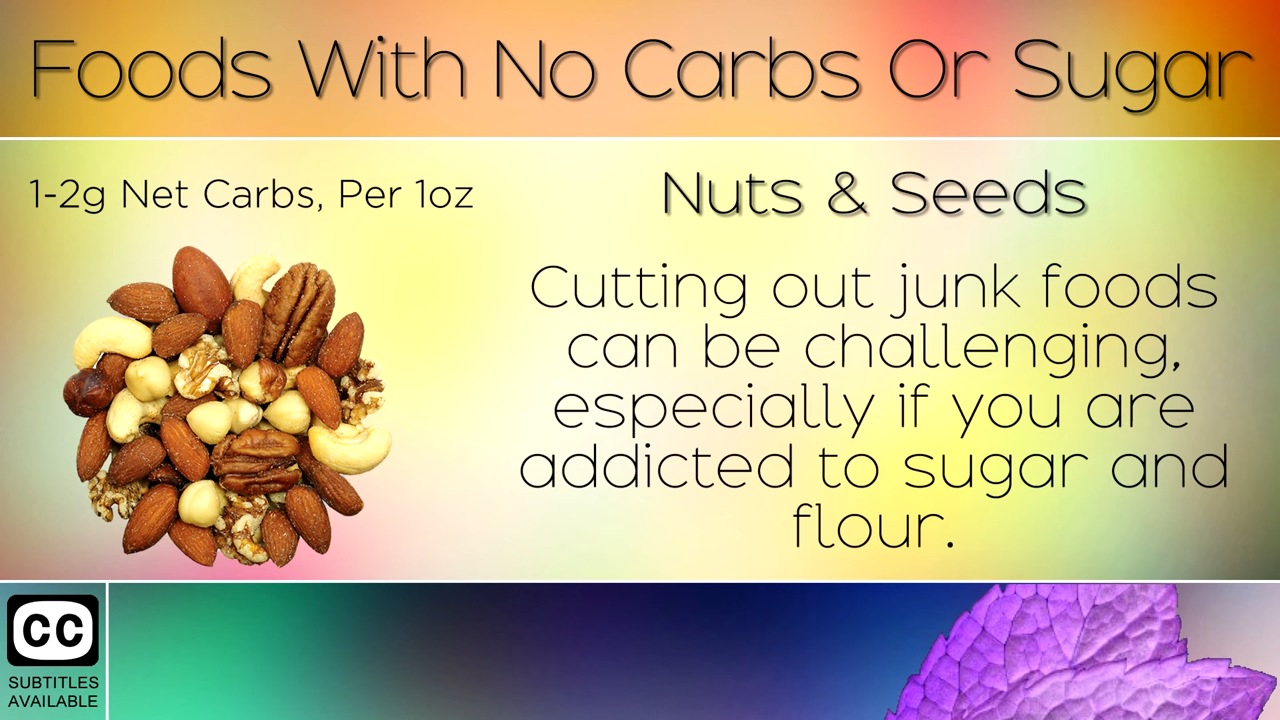 Foods With No Carbs Or Sugar
1-2g Net Carbs, Per 1oz
Nuts & Seeds
Cutting out junk foods
can be challenging,
especially if you are
addicted to sugar and
flour.
CC
SUBTITLES
AVAILABLE